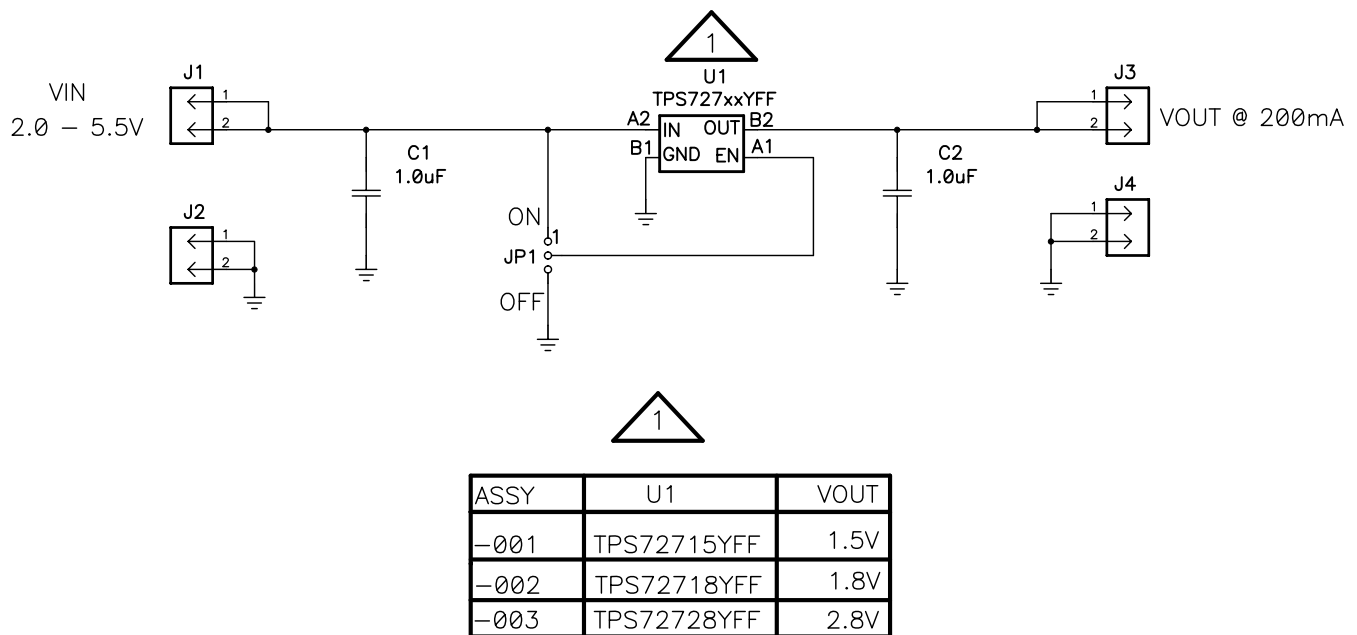 1
U1
TPS727xxYFF
J1
J3
VIN
2.0 – 5.5V
1
2
A2
IN
OUT
B2
B1
GND
EN
A1
1
2
VOUT @ 200mA
C1
1.0uF
C2
1.0uF
J2
1
2
J4
1
2
ON
1
JP1
OFF
1
ASSY U1 VOUT
–001 TPS72715YFF 1.5V
–002 TPS72718YFF 1.8V
–003 TPS72728YFF 2.8V